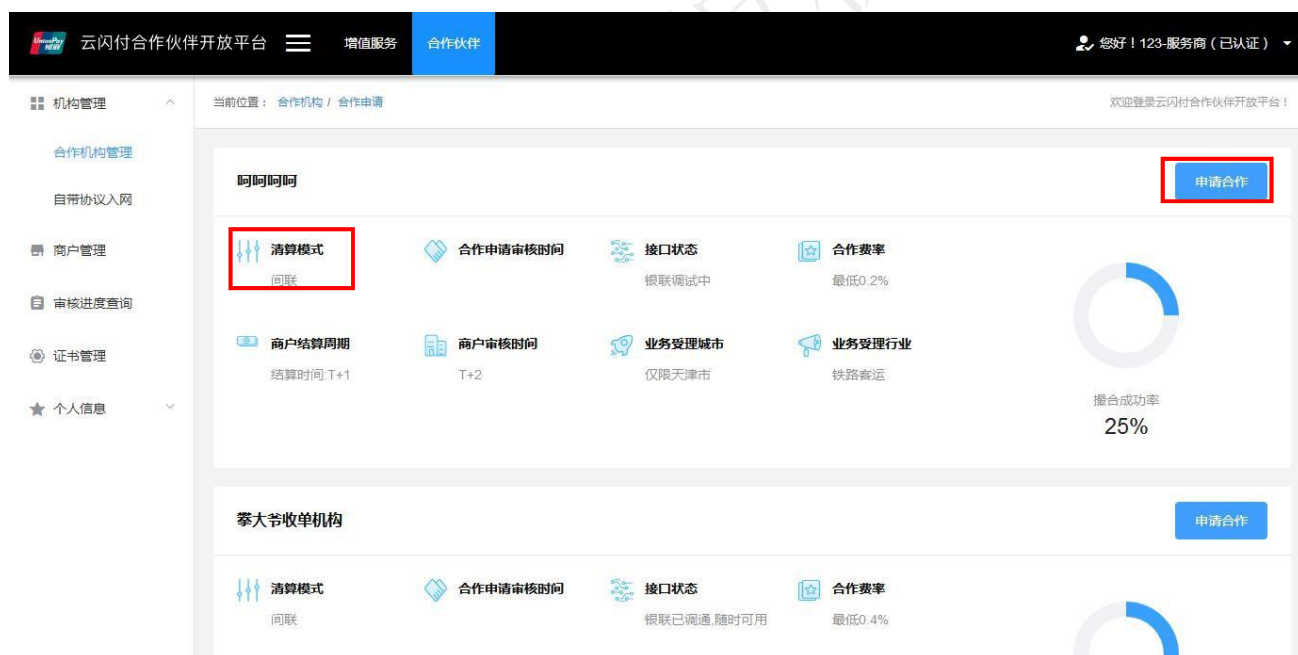 UnionPay 银联 云闪付合作伙伴开放平台 增值服务 合作伙伴 您好！123-服务商（已认证）
机构管理 当前位置： 合作机构 / 合作申请 欢迎登录云闪付合作伙伴开放平台！
合作机构管理
自带协议入网
商户管理
审核进度查询
证书管理
个人信息
呵呵呵呵 申请合作
清算模式 合作申请审核时间 接口状态 合作费率
间联 银联调试中 最低0.2%
商户结算周期 商户审核时间 业务受理城市 业务受理行业
结算时间:T+1 T+2 仅限天津市 铁路客运
撮合成功率
25%
拳大爷收单机构 申请合作
清算模式 合作申请审核时间 接口状态 合作费率
间联 银联已调通,随时可用 最低0.4%